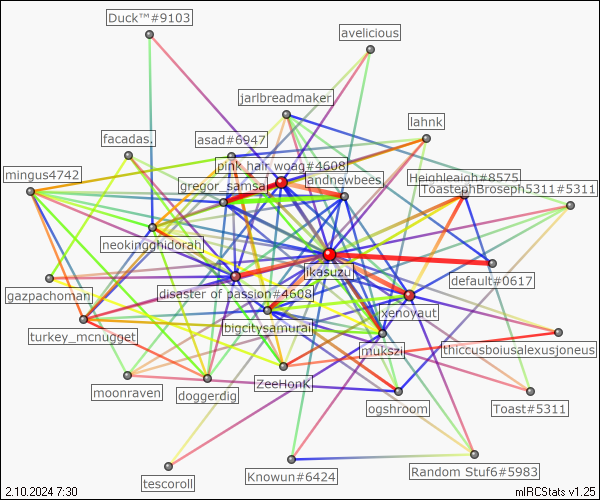 Duck™#9103
avelicious
jarlbreadmaker
lahnk
facadas.
asad#6947
pink hair woag#4608
mingus4742
Heighleaigh#8575
gregor_samsa
andnewbees
ToastephBroseph5311#5311
neokingghidorah
ikasuzu
default#0617
gazpachoman
disaster of passion#4608
xenoyaut
bigcitysamurai
turkey_mcnugget
mukszi
thiccusboiusalexusjoneus
moonraven
doggerdig
ZeeHonK
ogshroom
Toast#5311
Random Stuf6#5983
Knowun#6424
tescoroll
2.10.2024 7:30
mIRCStats v1.25